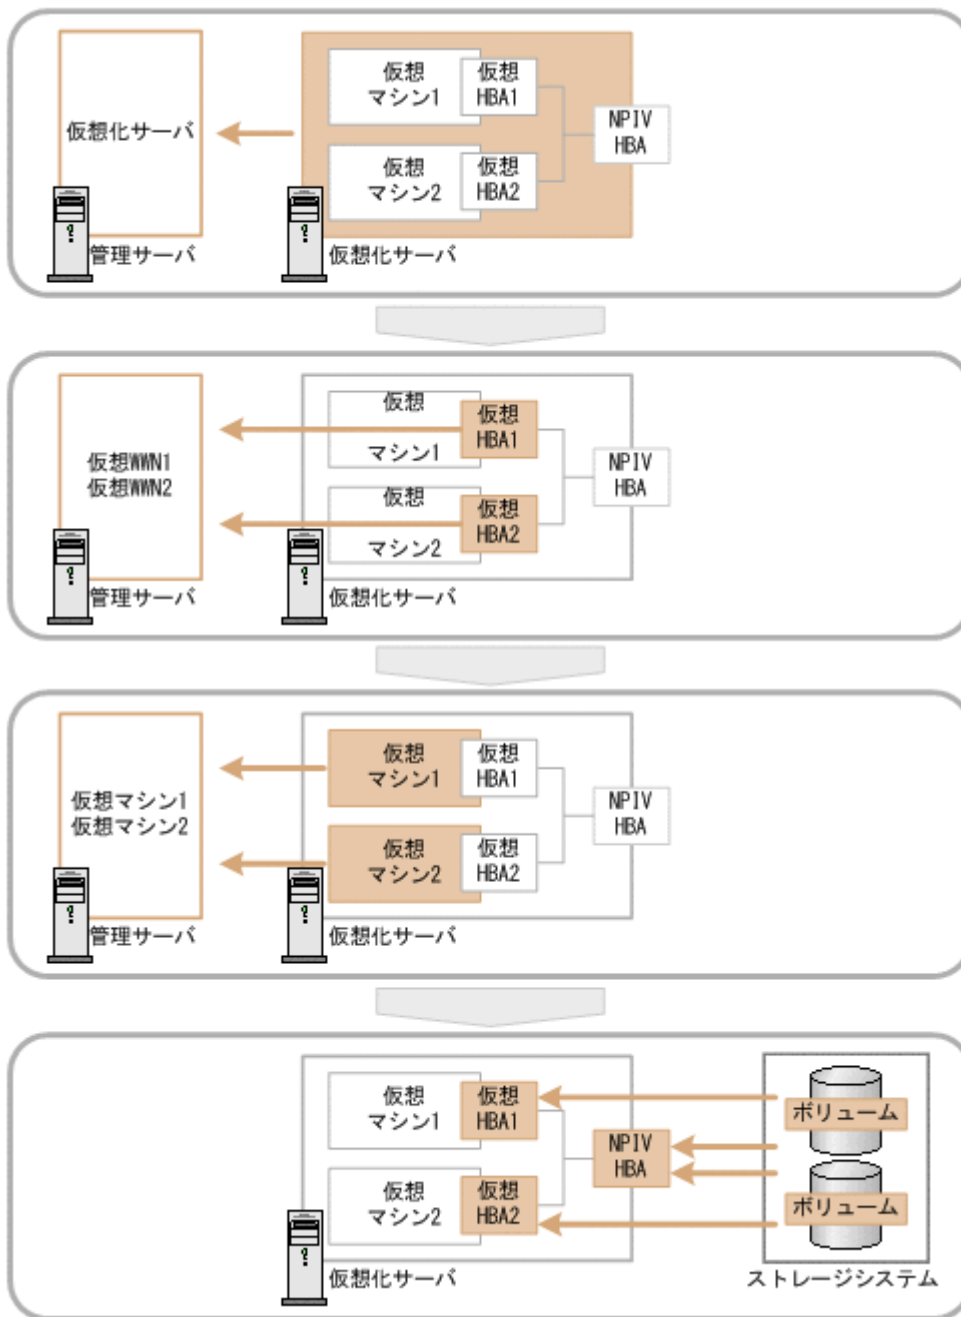 仮想化サーバ
管理サーバ
仮想
マシン1
仮想
HBA1
仮想
マシン2
仮想
HBA2
NPIV
HBA
仮想化サーバ
仮想WWN1
仮想WWN2
管理サーバ
仮想
マシン1
仮想
HBA1
仮想
マシン2
仮想
HBA2
NPIV
HBA
仮想化サーバ
仮想マシン1
仮想マシン2
管理サーバ
仮想
マシン1
仮想
HBA1
仮想
マシン2
仮想
HBA2
NPIV
HBA
仮想化サーバ
仮想
マシン1
仮想
HBA1
仮想
マシン2
仮想
HBA2
NPIV
HBA
仮想化サーバ
ボリューム
ボリューム
ストレージシステム